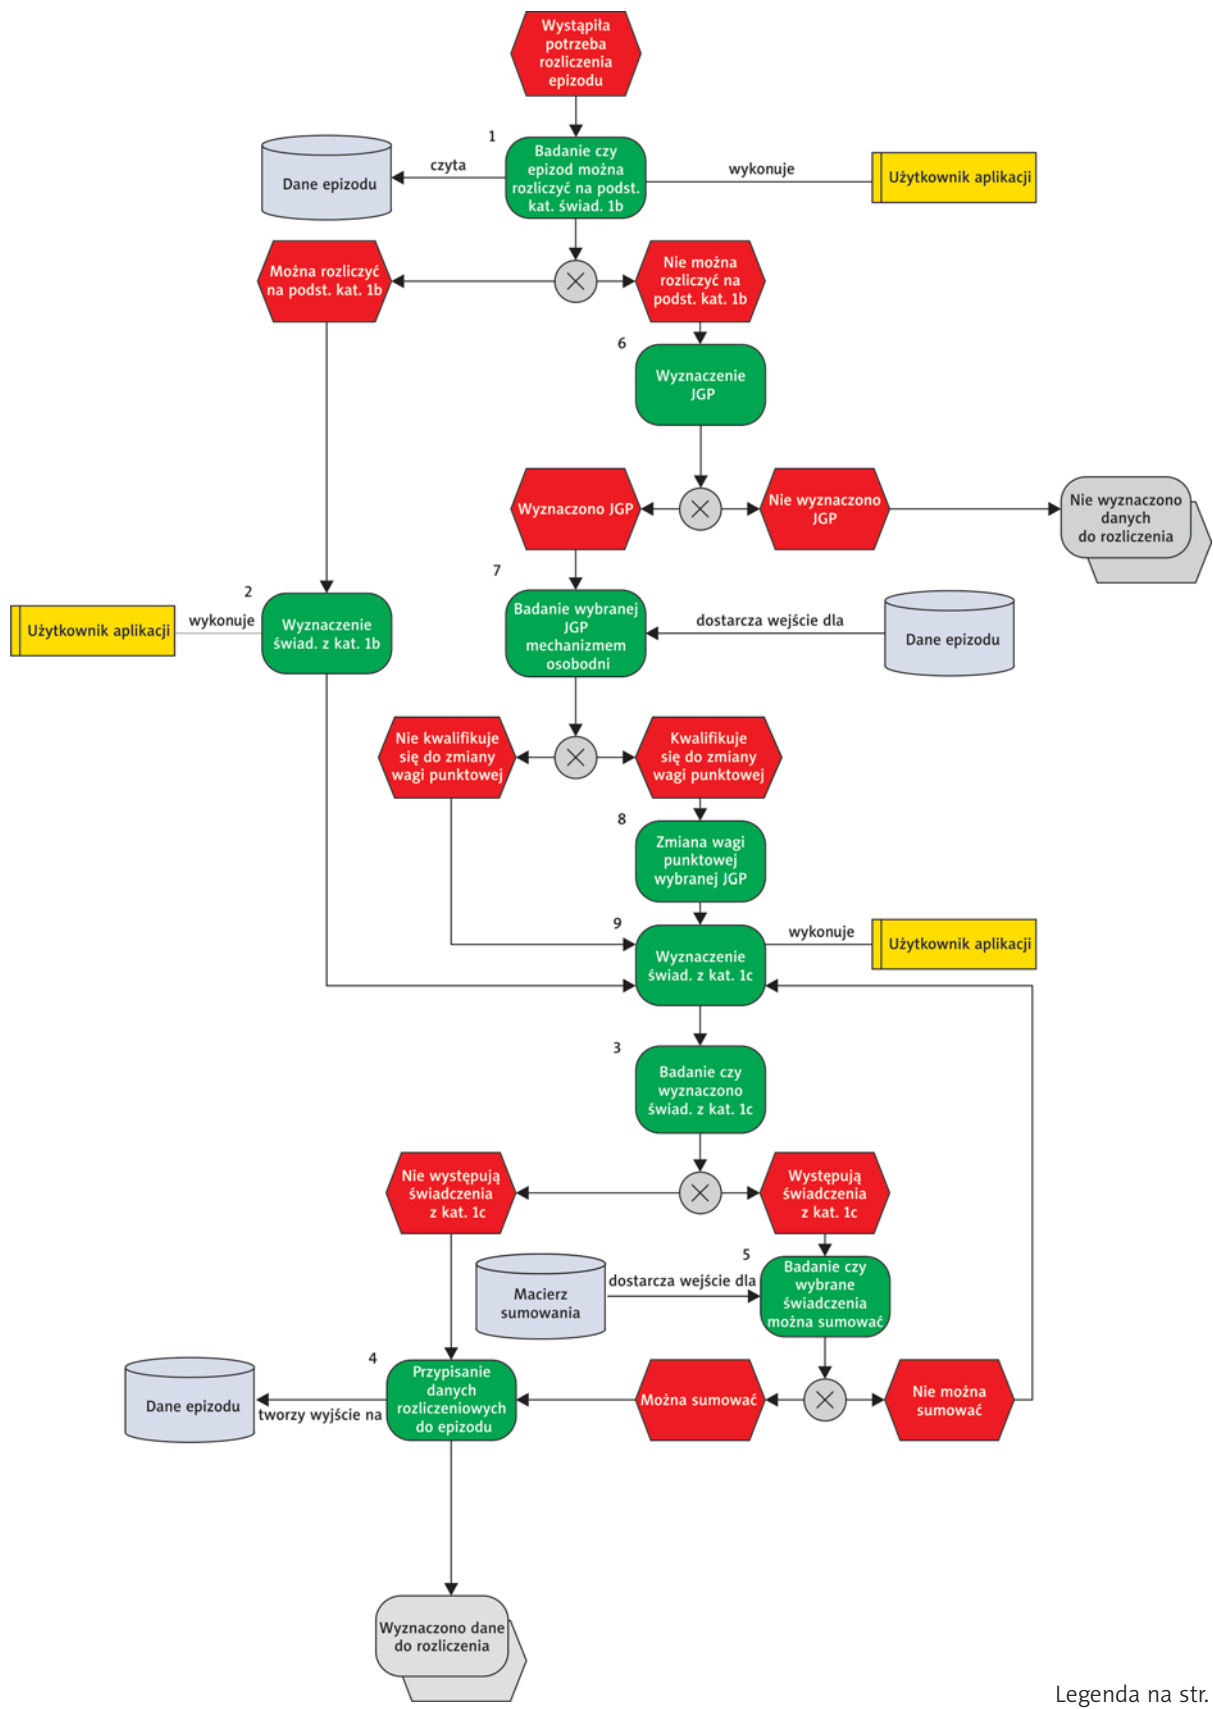 Wystąpiła
potrzeba
rozliczenia
epizodu
1
Dane epizodu
czyta
Badanie czy
epizod można
rozliczyć na podst.
kat. świad. 1b
wykonuje
Użytkownik aplikacji
Można rozliczyć
na podst. kat. 1b
Nie można
rozliczyć na
podst. kat. 1b
6
Wyznaczenie
JGP
Wyznaczono JGP
Nie wyznaczono
JGP
Nie wyznaczono
danych
do rozliczenia
2
Użytkownik aplikacji
wykonuje
Wyznaczenie
świad. z kat. 1b
7
Badanie wybranej
JGP
mechanizmem
osobodni
dostarcza wejście dla
Dane epizodu
Nie kwalifikuje
się do zmiany
wagi punktowej
Kwalifikuje
się do zmiany
wagi punktowej
8
Zmiana wagi
punktowej
wybranej JGP
9
Wyznaczenie
świad. z kat. 1c
wykonuje
Użytkownik aplikacji
3
Badanie czy
wyznaczono
świad. z kat. 1c
Nie występują
świadczenia
z kat. 1c
Występują
świadczenia
z kat. 1c
Macierz
sumowania
dostarcza wejście dla
5
Badanie czy
wybrane
świadczenia
można sumować
4
Dane epizodu
tworzy wyjście na
Przypisanie
danych
rozliczeniowych
do epizodu
Można sumować
Nie można
sumować
Wyznaczono dane
do rozliczenia
Legenda na str.